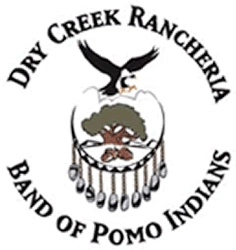 DRY CREEK RANCHERIA
BAND OF POMO INDIANS